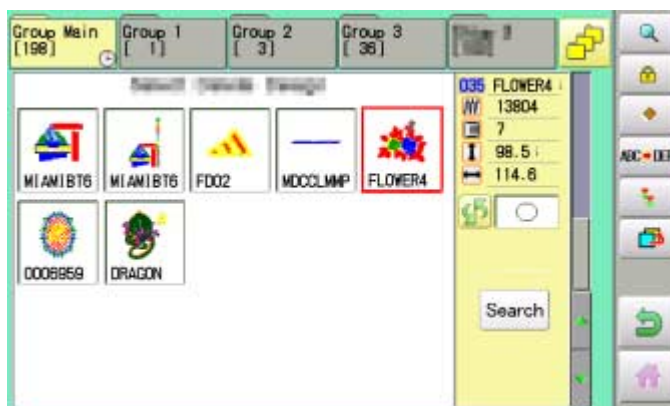 Group Main
[198]
Group 1
[ 1]
Group 2
[ 3]
Group 3
[ 36]
035 FLOWER4
13804
7
98.5
114.6
MIAMIBT6
MIAMIBT6
FD02
MDCCLMMP
FLOWER4
0006959
DRAGON
Search